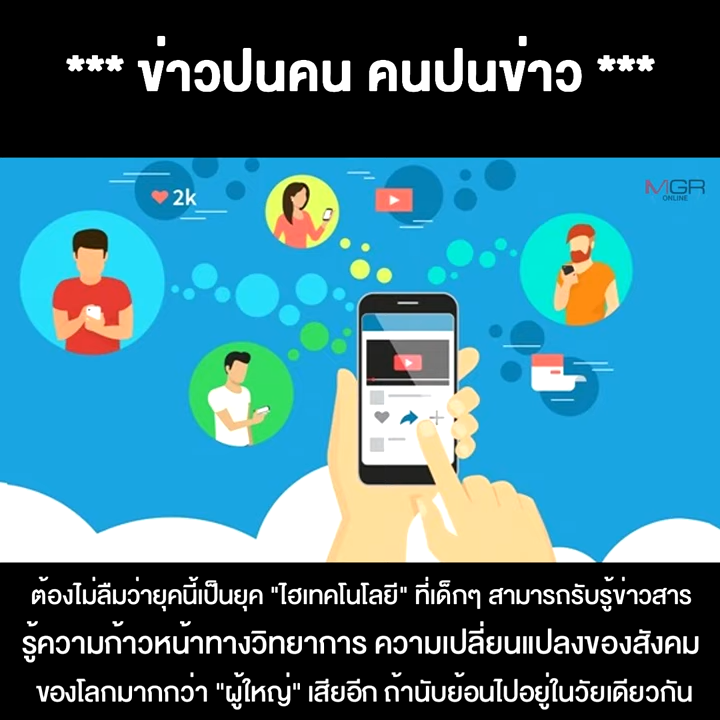 *** ข่าวปนคน คนปนข่าว ***
MGR
ONLINE
2k
ต้องไม่ลืมว่ายุคนี้เป็นยุค "ไฮเทคโนโลยี" ที่เด็กๆ สามารถรับรู้ข่าวสาร
รู้ความก้าวหน้าทางวิทยาการ ความเปลี่ยนแปลงของสังคม
ของโลกมากกว่า "ผู้ใหญ่" เสียอีก ถ้านับย้อนไปอยู่ในวัยเดียวกัน